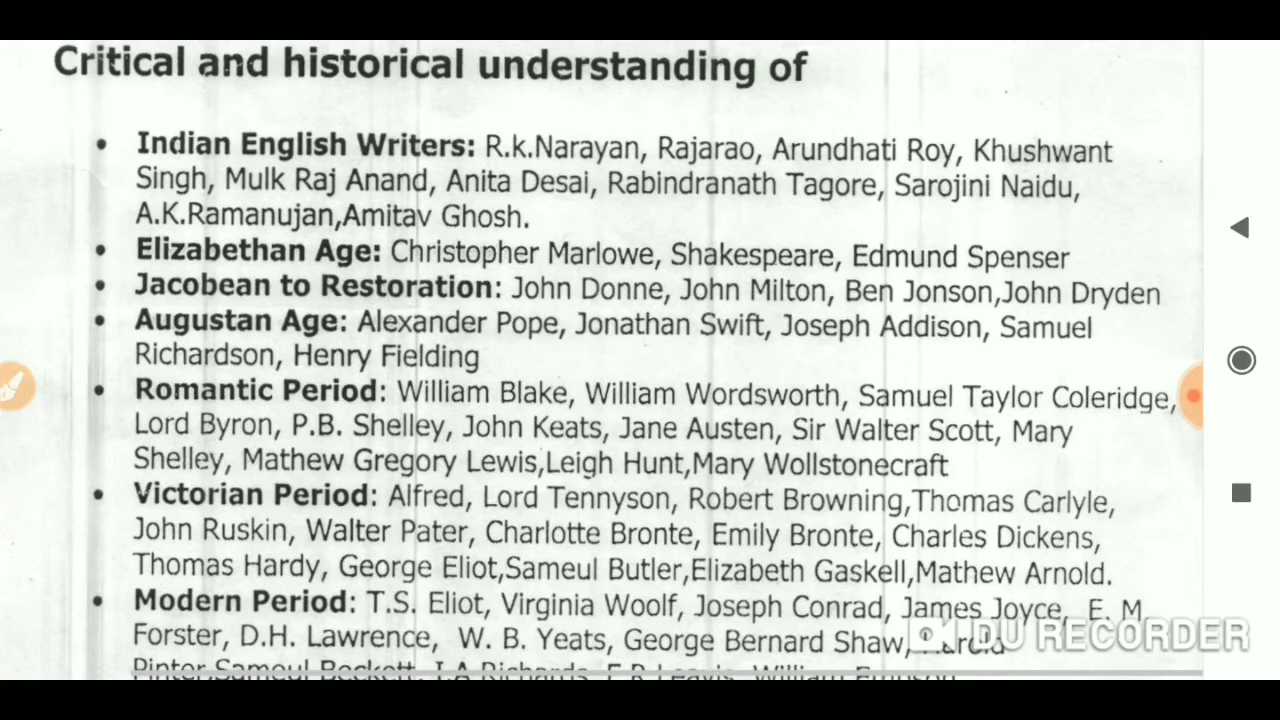 Critical and historical understanding of
• Indian English Writers: R.k.Narayan, Rajarao, Arundhati Roy, Khushwant
Singh, Mulk Raj Anand, Anita Desai, Rabindranath Tagore, Sarojini Naidu,
A.K.Ramanujan,Amitav Ghosh.
• Elizabethan Age: Christopher Marlowe, Shakespeare, Edmund Spenser
• Jacobean to Restoration: John Donne, John Milton, Ben Jonson,John Dryden
• Augustan Age: Alexander Pope, Jonathan Swift, Joseph Addison, Samuel
Richardson, Henry Fielding
• Romantic Period: William Blake, William Wordsworth, Samuel Taylor Coleridge,
Lord Byron, P.B. Shelley, John Keats, Jane Austen, Sir Walter Scott, Mary
Shelley, Mathew Gregory Lewis,Leigh Hunt,Mary Wollstonecraft
• Victorian Period: Alfred, Lord Tennyson, Robert Browning,Thomas Carlyle,
John Ruskin, Walter Pater, Charlotte Bronte, Emily Bronte, Charles Dickens,
Thomas Hardy, George Eliot,Sameul Butler,Elizabeth Gaskell,Mathew Arnold.
• Modern Period: T.S. Eliot, Virginia Woolf, Joseph Conrad, James Joyce, E. M
Forster, D.H. Lawrence, W. B. Yeats, George Bernard Shaw,
DU RECORDER